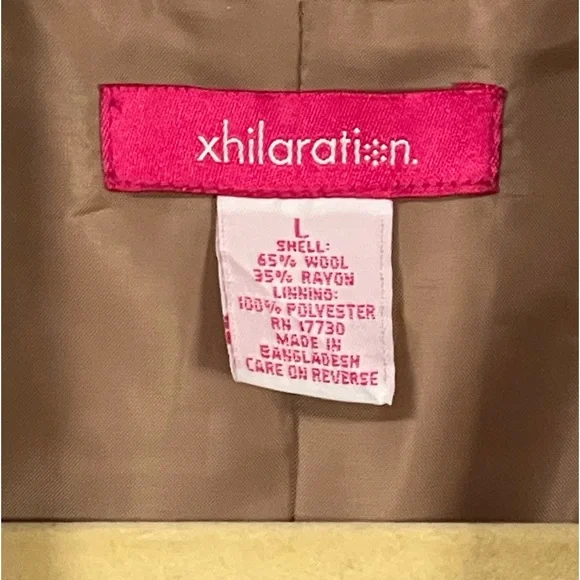 xhilaration.
L
SHELL:
65% WOOL
35% RAYON
LINNING:
100% POLYESTER
RN 17730
MADE IN
BANGLADESH
CARE ON REVERSE